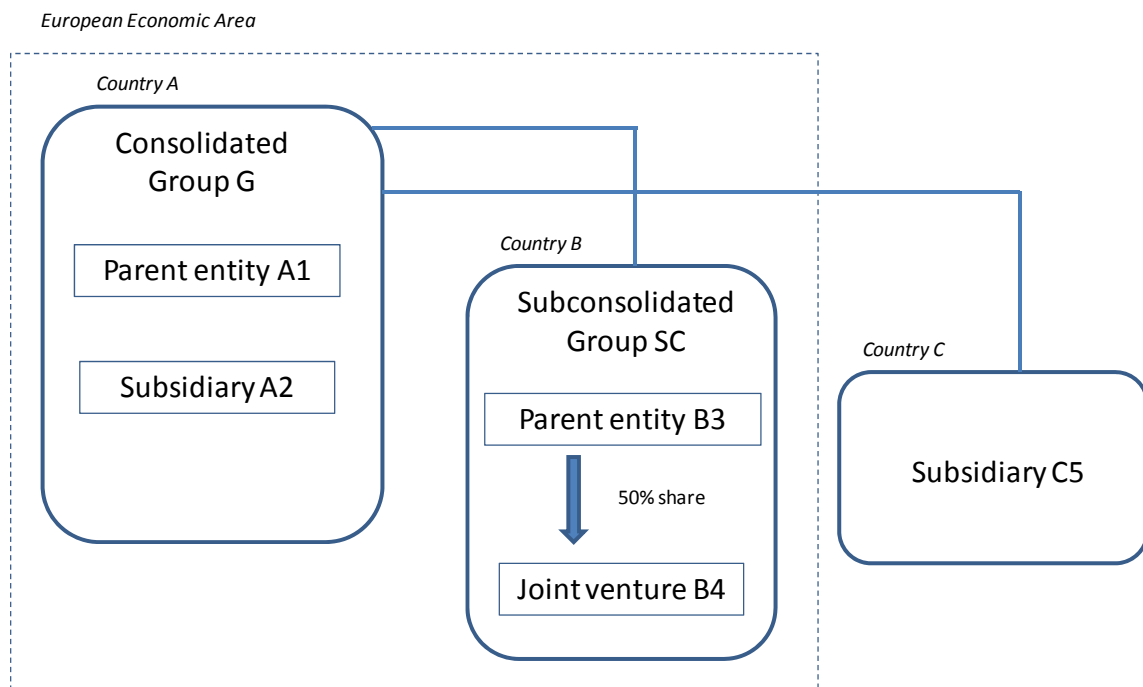 European Economic Area
Country A
Consolidated
Group G
Parent entity A1
Subsidiary A2
Country B
Subconsolidated
Group SC
Parent entity B3
50% share
Joint venture B4
Country C
Subsidiary C5